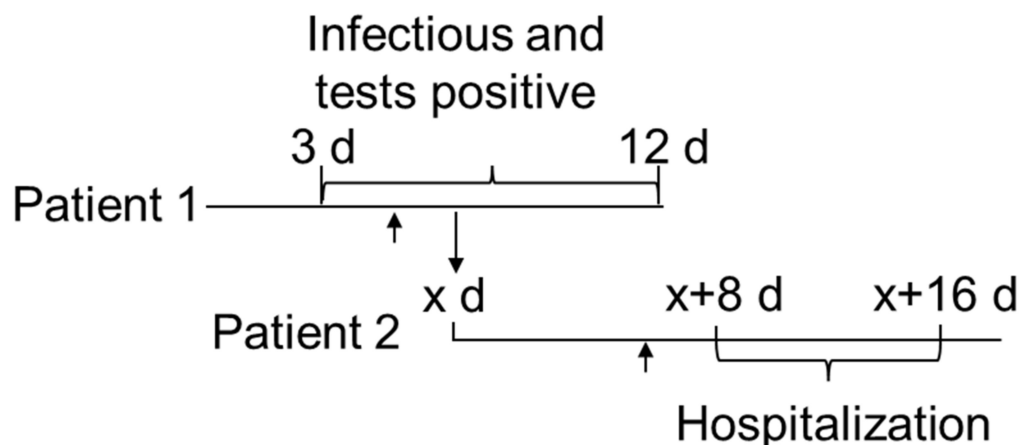 Infectious and
tests positive
3 d 12 d
Patient 1
x d x+8 d x+16 d
Patient 2
Hospitalization